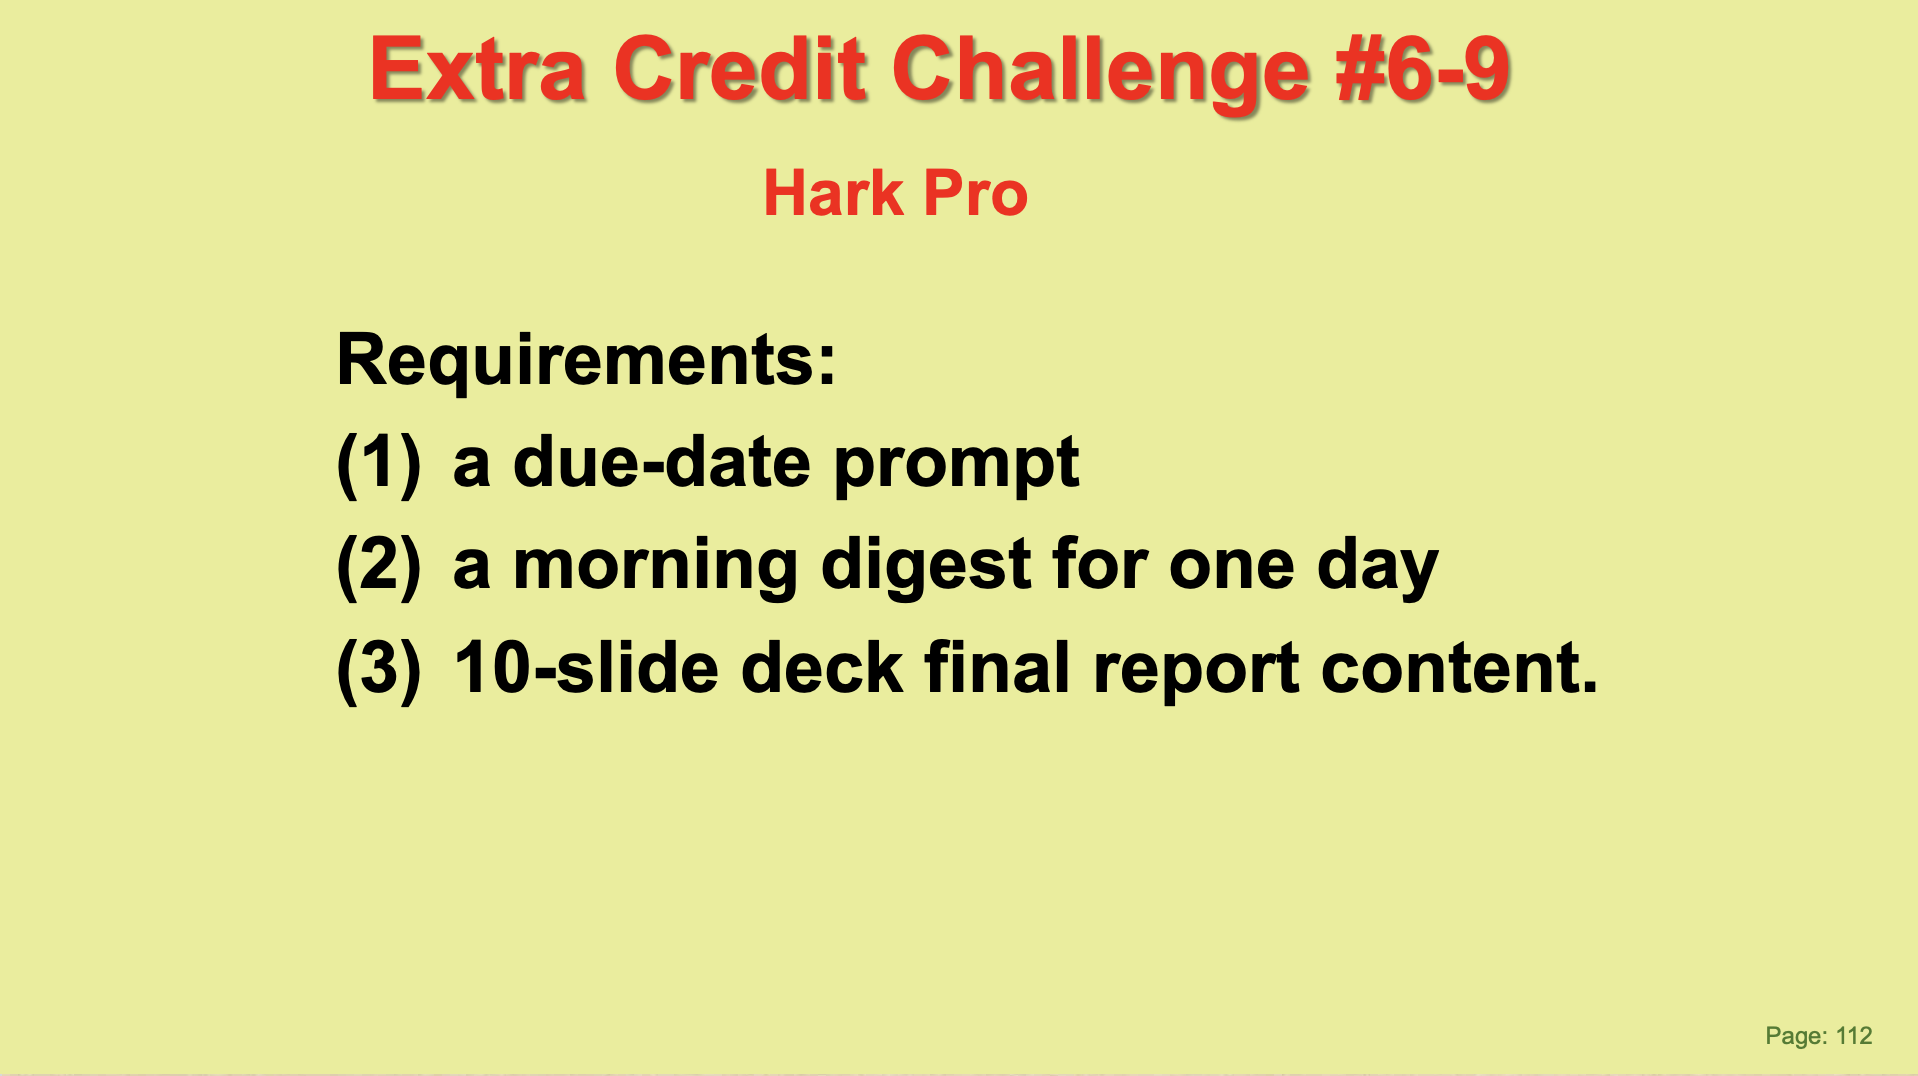 Extra Credit Challenge #6-9
Hark Pro
Requirements:
(1) a due-date prompt
(2) a morning digest for one day
(3) 10-slide deck final report content.
Page: 112